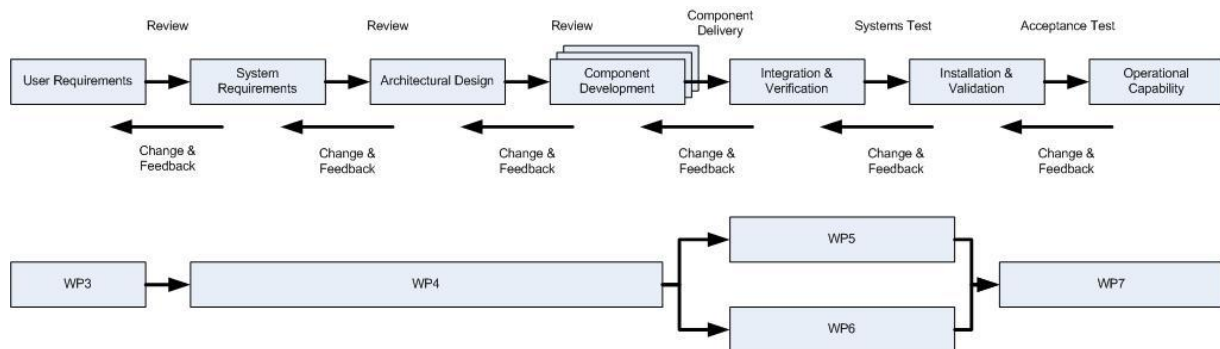 Review
Review
Review
Component
Delivery
Systems Test
Acceptance Test
User Requirements
System
Requirements
Architectural Design
Component
Development
Integration &
Verification
Installation &
Validation
Operational
Capability
Change &
Feedback
Change &
Feedback
Change &
Feedback
Change &
Feedback
Change &
Feedback
Change &
Feedback
WP5
WP3
WP4
WP7
WP6